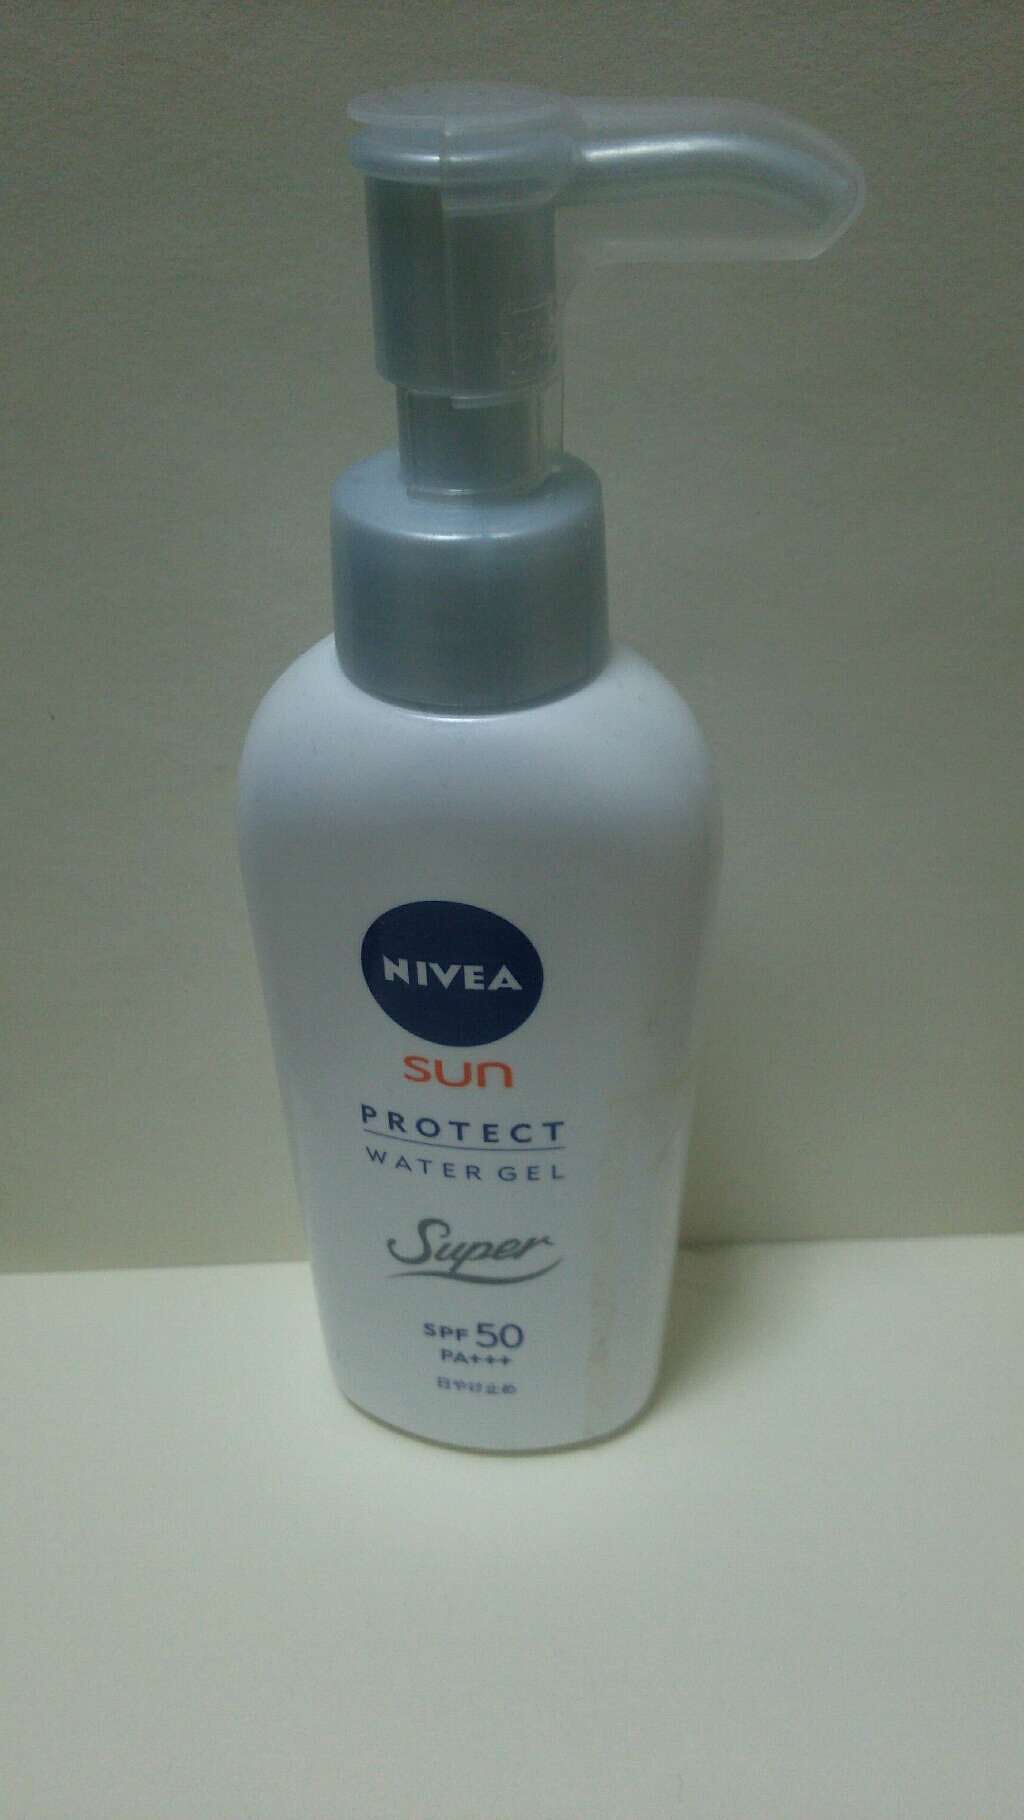 NIVEA
sun
PROTECT
WATER GEL
Super
SPF 50
PA+++
日やけ止め